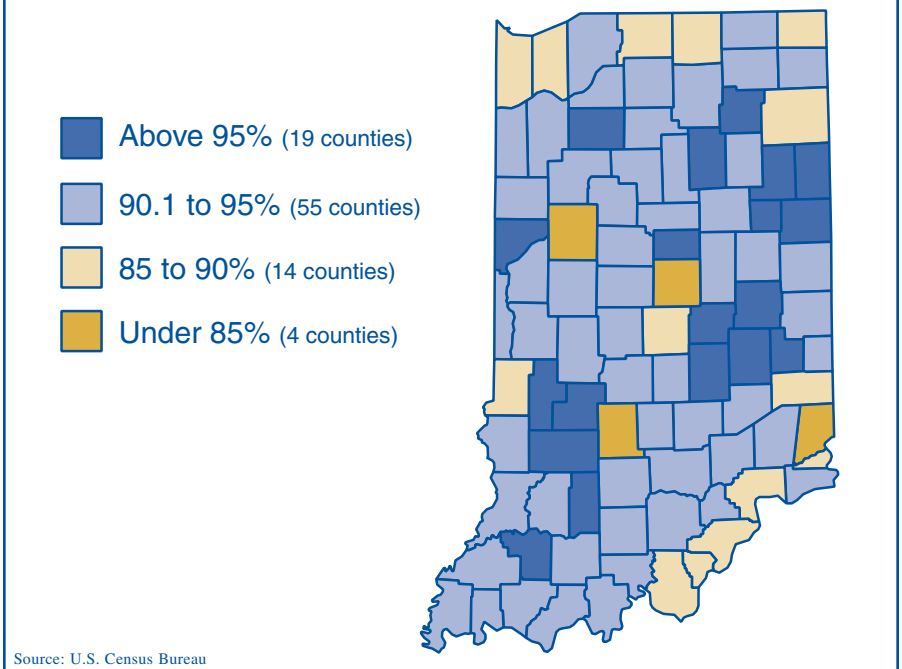 Above 95% (19 counties)
90.1 to 95% (55 counties)
85 to 90% (14 counties)
Under 85% (4 counties)
Source: U.S. Census Bureau